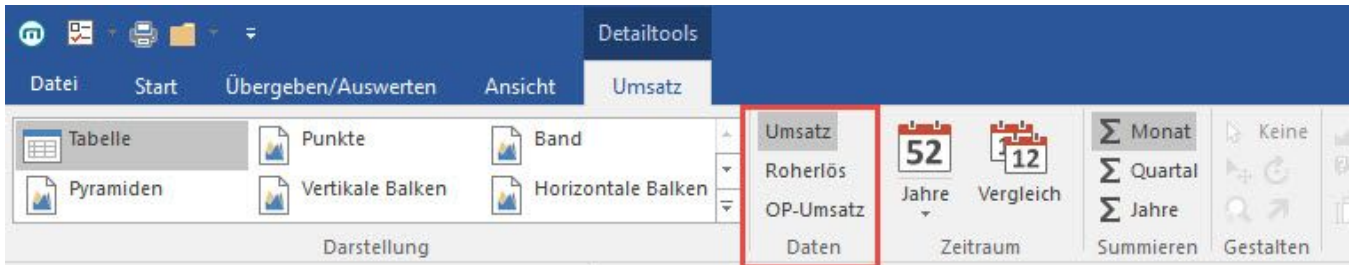 Detailtools
Datei Start Übergeben/Auswerten Ansicht Umsatz
Tabelle Punkte Band Umsatz 52 12 Σ Monat Keine
Pyramiden Vertikale Balken Horizontale Balken Roherlös Jahre Vergleich Σ Quartal
OP-Umsatz Σ Jahre
Darstellung Daten Zeitraum Summieren Gestalten